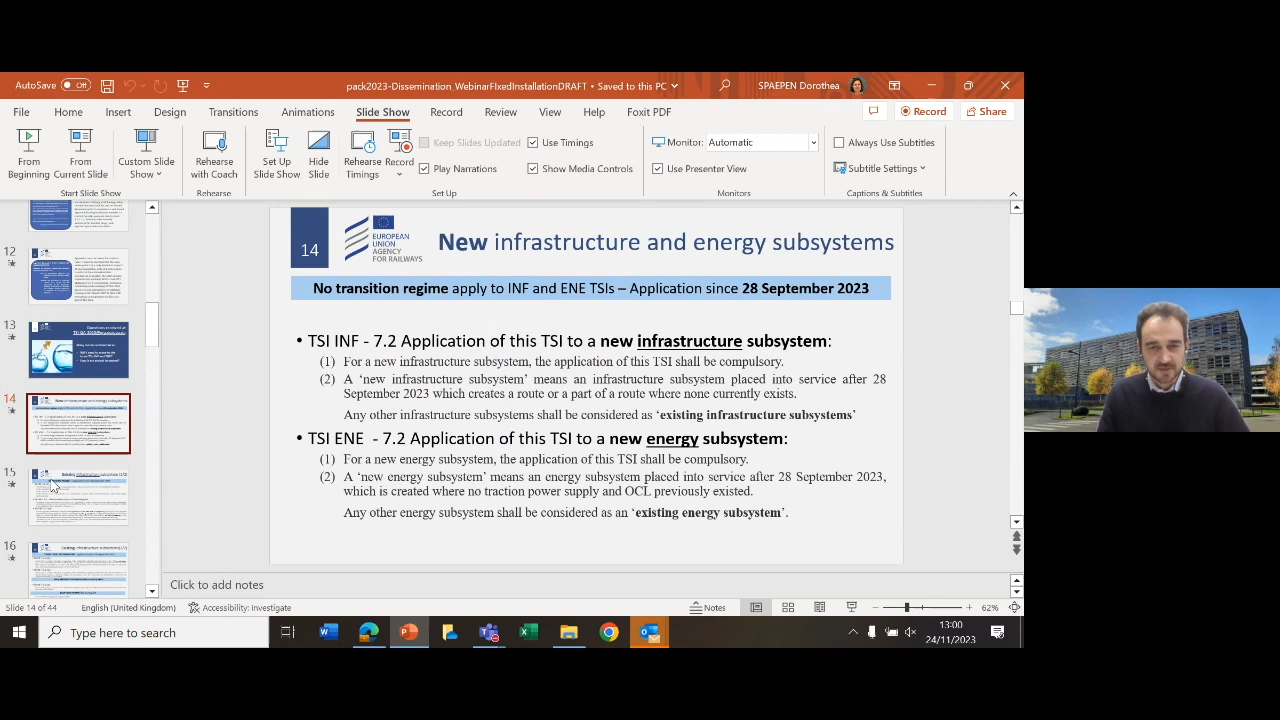 AutoSave Off
pack2023-Dissemination_WebinarFIxedInstallationDRAFT • Saved to this PC
SPAEPEN Dorothea
File Home Insert Design Transitions Animations Slide Show Record Review View Help Foxit PDF
Record Share
From Beginning
From Current Slide
Custom Slide Show
Rehearse with Coach
Set Up Slide Show
Hide Slide
Rehearse Timings
Record
Keep Slides Updated
Play Narrations
Use Timings
Show Media Controls
Monitor: Automatic
Use Presenter View
Always Use Subtitles
Subtitle Settings
Start Slide Show
Rehearse
Set Up
Monitors
Captions & Subtitles
12
13
14
15
16
14
EUROPEAN
UNION
AGENCY
FOR RAILWAYS
New infrastructure and energy subsystems
No transition regime apply to INF and ENE TSIs – Application since 28 September 2023
• TSI INF - 7.2 Application of this TSI to a new infrastructure subsystem:
(1) For a new infrastructure subsystem, the application of this TSI shall be compulsory.
(2) A ‘new infrastructure subsystem’ means an infrastructure subsystem placed into service after 28
September 2023 which creates a route or a part of a route where none currently exists.
Any other infrastructure subsystem shall be considered as ‘existing infrastructure subsystems’
• TSI ENE - 7.2 Application of this TSI to a new energy subsystem:
(1) For a new energy subsystem, the application of this TSI shall be compulsory.
(2) A ‘new energy subsystem’ means an energy subsystem placed into service after 28 September 2023,
which is created where no traction power supply and OCL previously existed
Any other energy subsystem shall be considered as an ‘existing energy subsystem’.
Click to add notes
Slide 14 of 44
English (United Kingdom)
Accessibility: Investigate
Notes
62%
Type here to search
13:00
24/11/2023